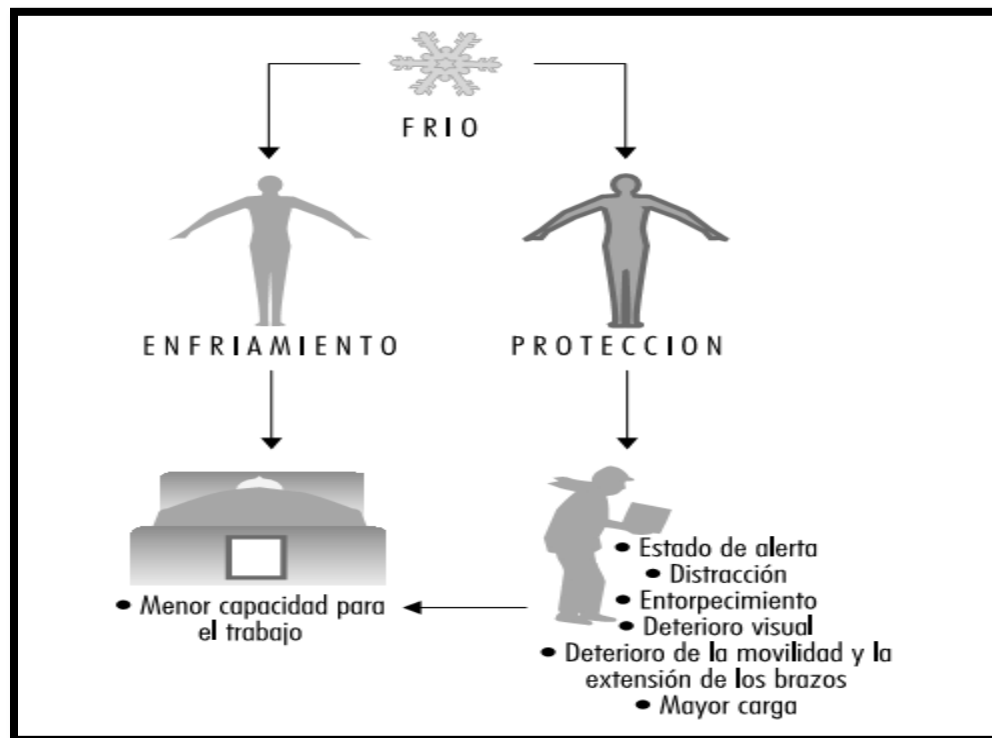 FRIO
ENFRIAMIENTO
PROTECCION
• Menor capacidad para
el trabajo
• Estado de alerta
• Distracción
• Entorpecimiento
• Deterioro visual
• Deterioro de la movilidad y la
extensión de los brazos
• Mayor carga